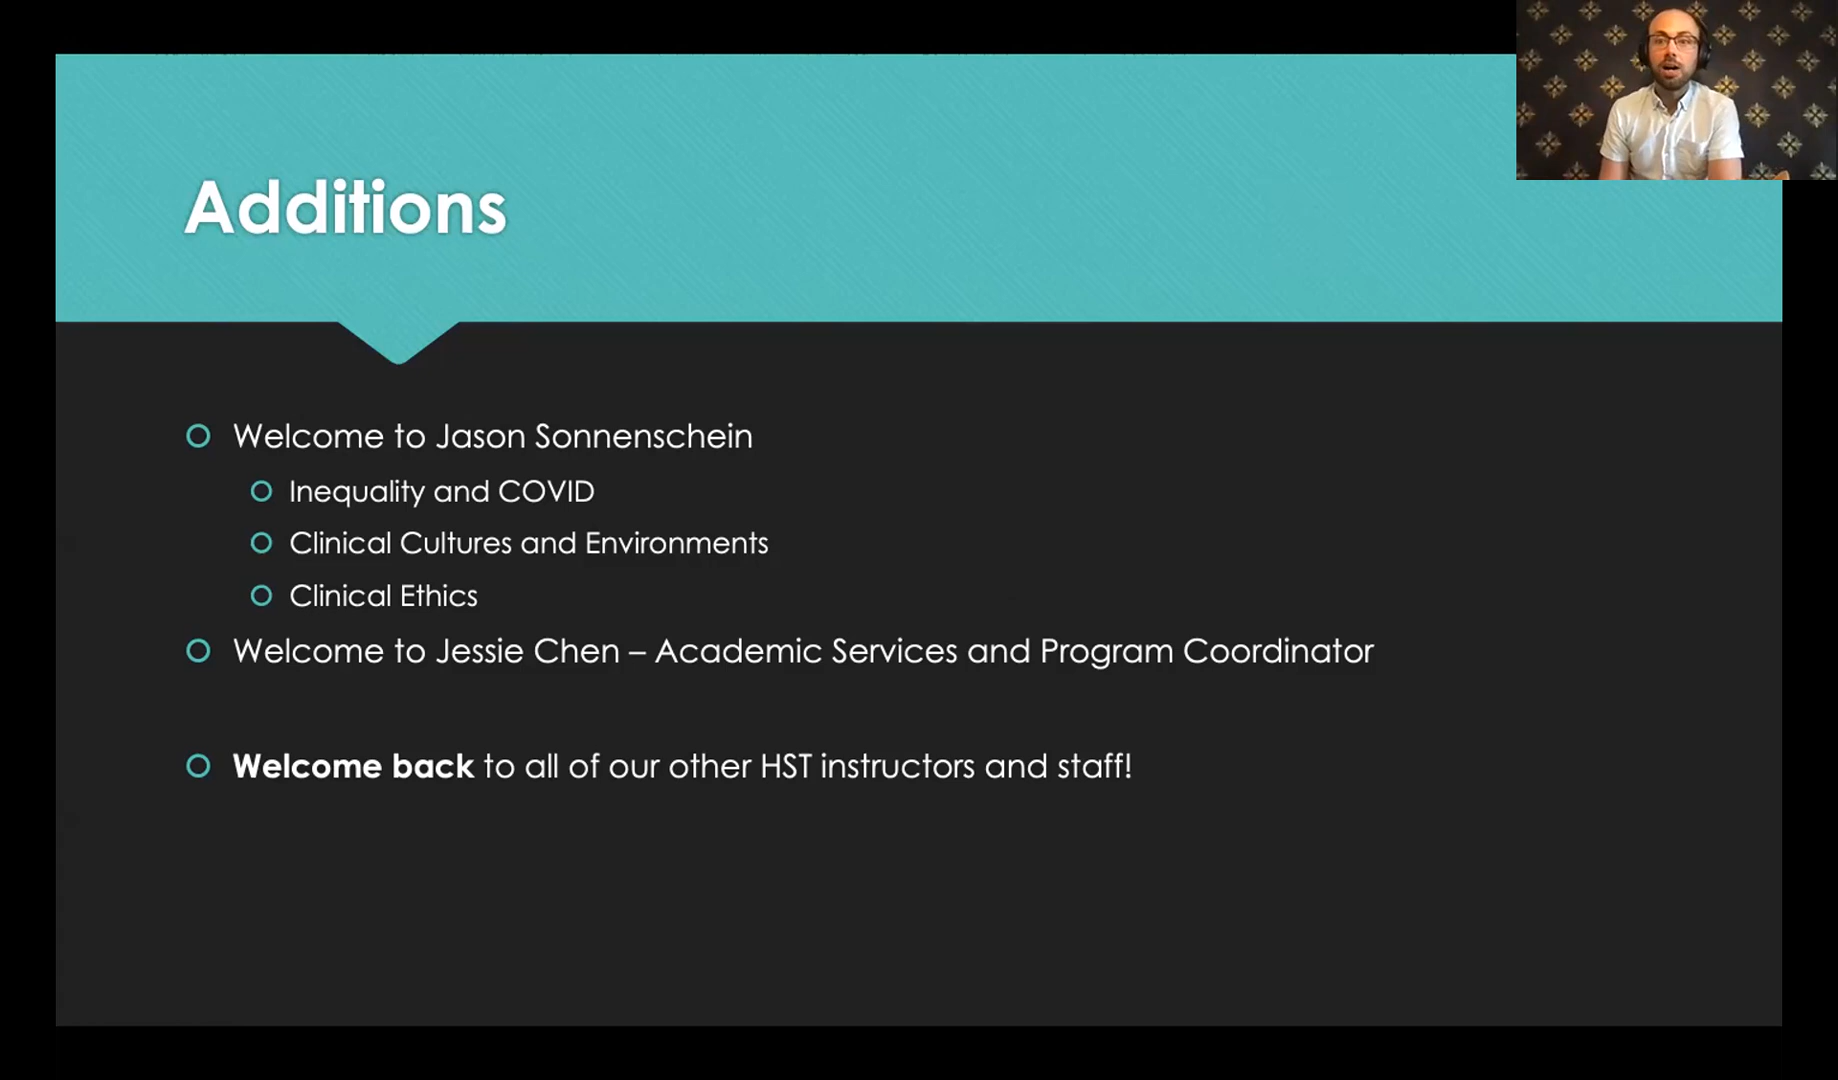 Additions
Welcome to Jason Sonnenschein
Inequality and COVID
Clinical Cultures and Environments
Clinical Ethics
Welcome to Jessie Chen – Academic Services and Program Coordinator
Welcome back to all of our other HST instructors and staff!